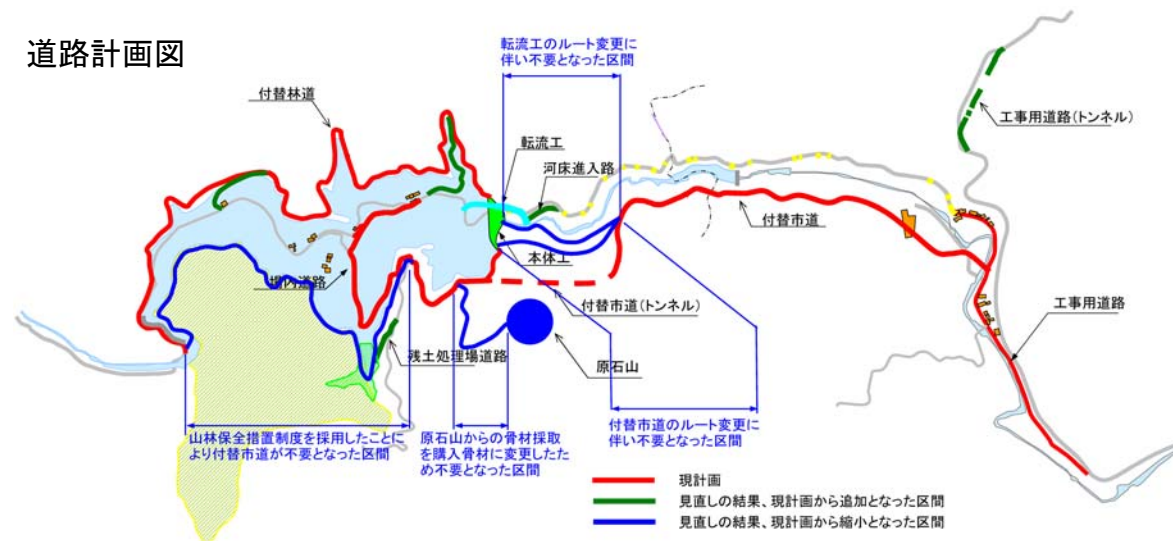 道路計画図
転流工のルート変更に
伴い不要となった区間
付替林道
転流工
河床進入路
工事用道路(トンネル)
付替市道
本体工
場内道路
付替市道(トンネル)
工事用道路
残土処理場道路
原石山
山林保全措置制度を採用したことに
より付替市道が不要となった区間
原石山からの骨材採取
を購入骨材に変更したた
め不要となった区間
付替市道のルート変更に
伴い不要となった区間
現計画
見直しの結果、現計画から追加となった区間
見直しの結果、現計画から縮小となった区間